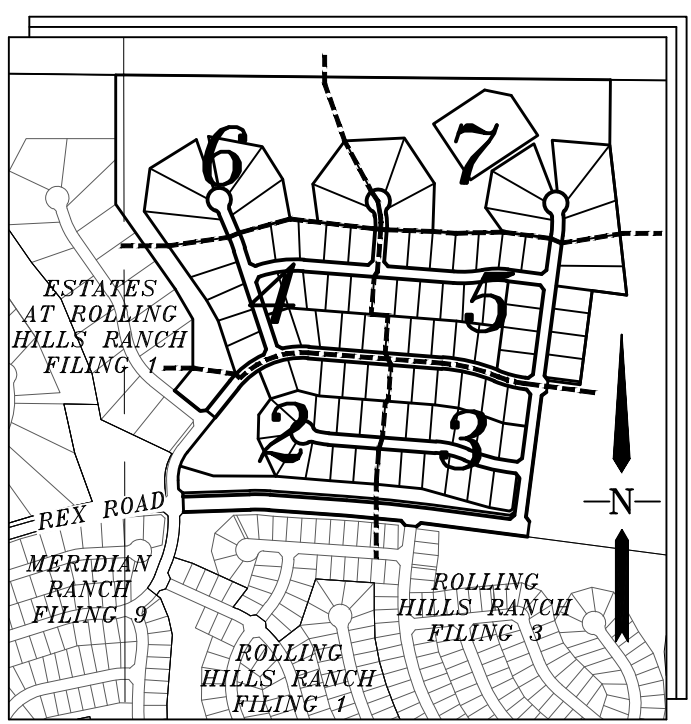 6
7
ESTATES
AT ROLLING
HILLS RANCH
FILING 1
4
5
2
3
N
REX ROAD
MERIDIAN
RANCH
FILING 9
ROLLING
HILLS RANCH
FILING 3
ROLLING
HILLS RANCH
FILING 1